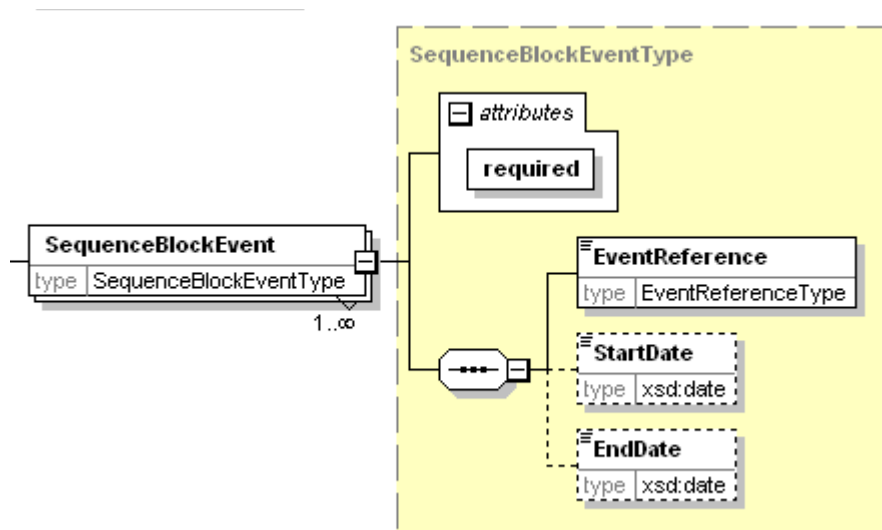 SequenceBlockEventType
attributes
required
SequenceBlockEvent
type SequenceBlockEventType
1..∞
EventReference
type EventReferenceType
StartDate
type xsd:date
EndDate
type xsd:date